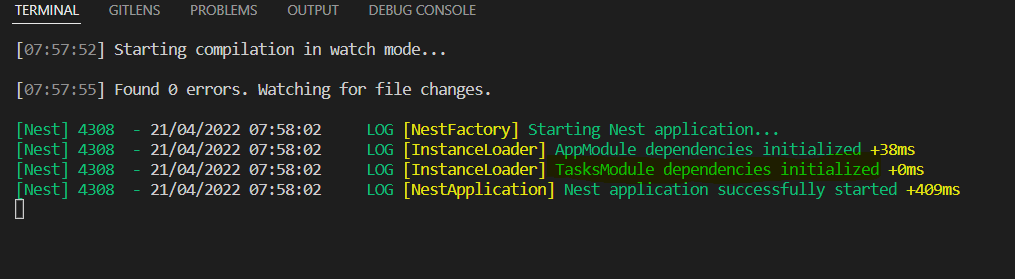 TERMINAL GITLENS PROBLEMS OUTPUT DEBUG CONSOLE
[07:57:52] Starting compilation in watch mode...
[07:57:55] Found 0 errors. Watching for file changes.
[Nest] 4308  - 21/04/2022 07:58:02     LOG [NestFactory] Starting Nest application...
[Nest] 4308  - 21/04/2022 07:58:02     LOG [InstanceLoader] AppModule dependencies initialized +38ms
[Nest] 4308  - 21/04/2022 07:58:02     LOG [InstanceLoader] TasksModule dependencies initialized +0ms
[Nest] 4308  - 21/04/2022 07:58:02     LOG [NestApplication] Nest application successfully started +409ms